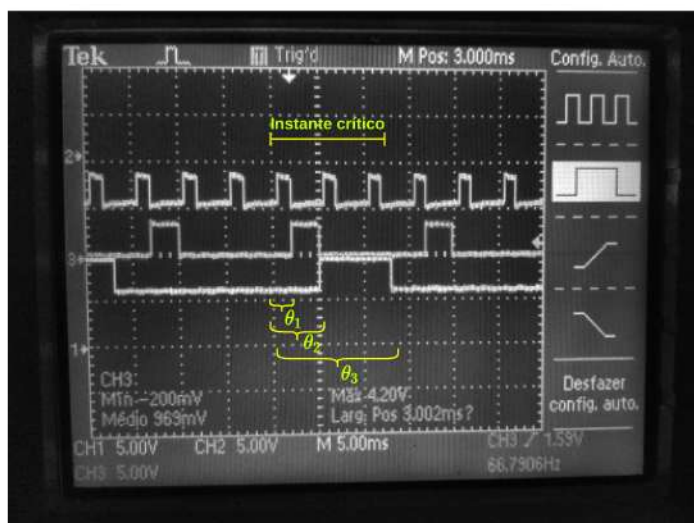 Tek Trig'd M Pos: 3.000ms Config. Auto.
Instante crítico
2
3
θ1
θ2
θ3
1
CH3
Mín -200mV Máx 4.20V
Médio 963mV Larg. Pos 3.002ms?
Desfazer
config. auto.
CH1 5.00V CH2 5.00V M 5.00ms CH3 / 1.59V
CH3 5.00V 66.7906Hz